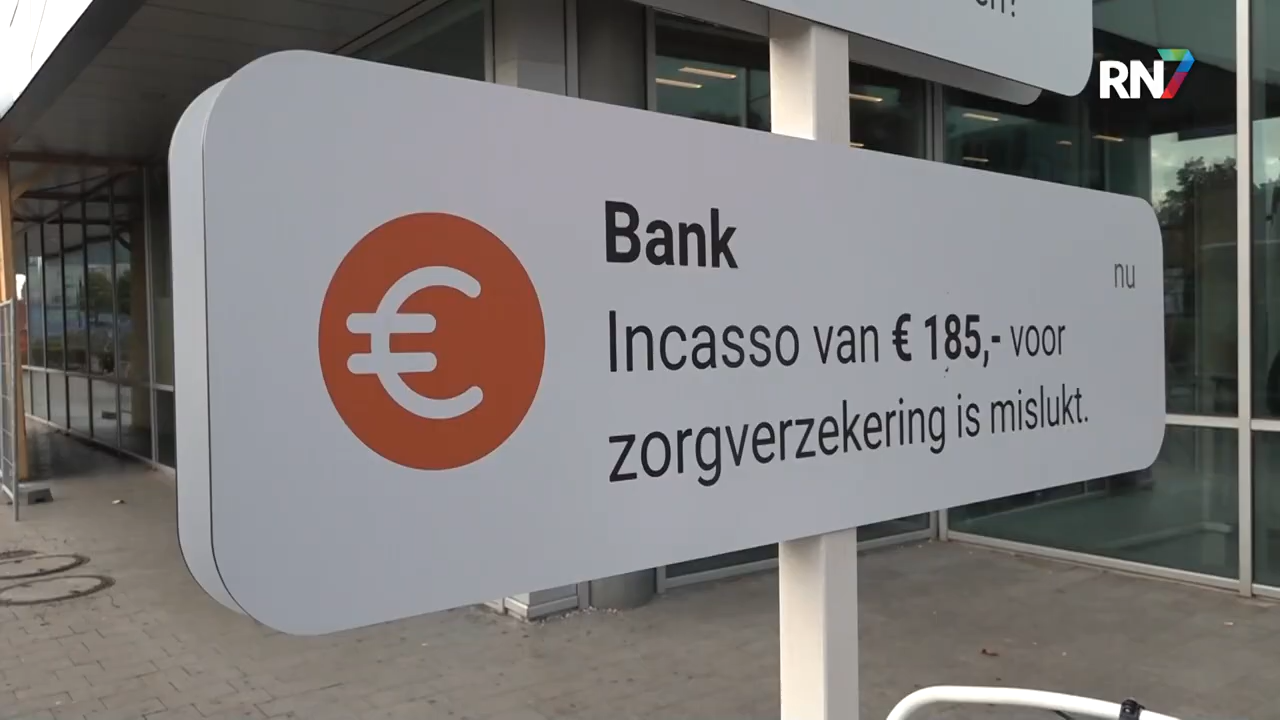 RN7
Bank
nu
Incasso van € 185,- voor
zorgverzekering is mislukt.